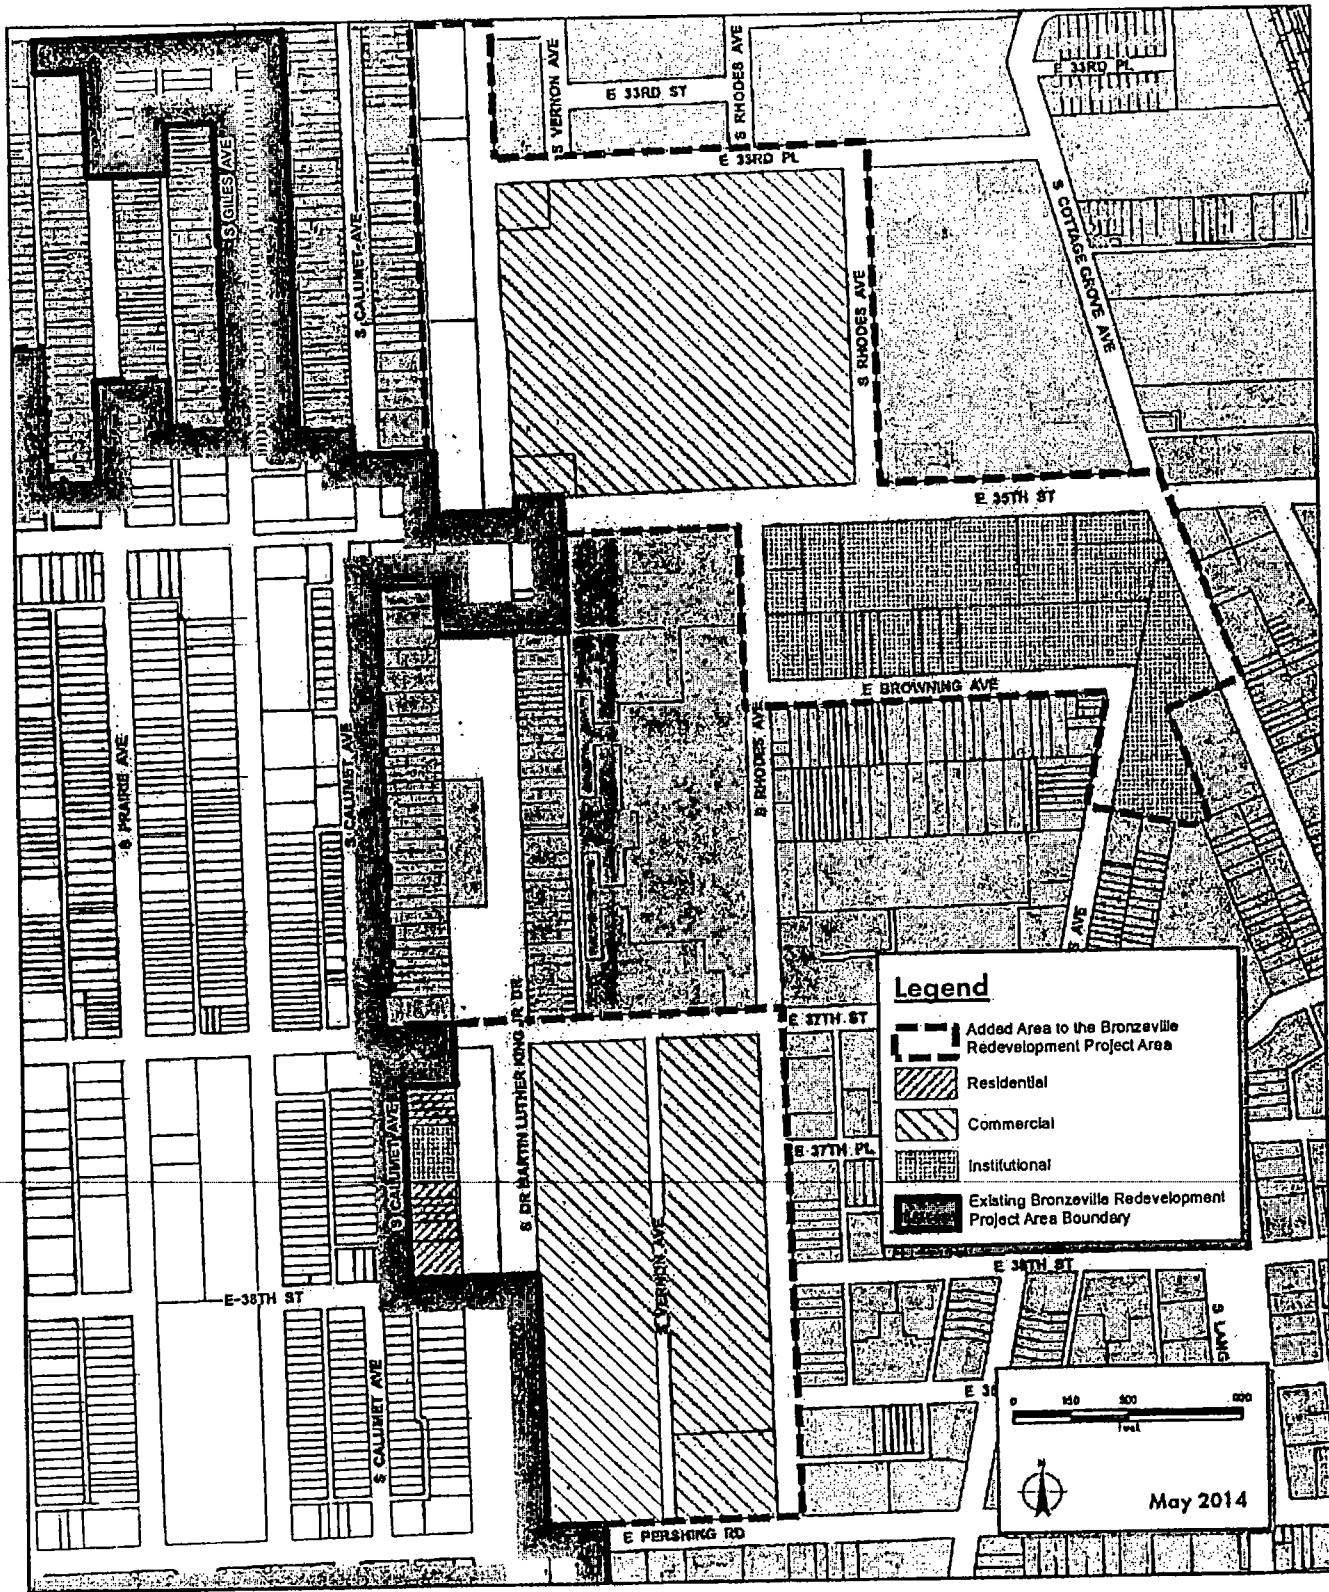 E 33RD PL
S VERNON AVE
S RHODES AVE
E 33RD ST
E 33RD PL
S GILES AVE
S CALUMET AVE
S COTTAGE GROVE AVE
S RHODES AVE
E 35TH ST
E BROWNING AVE
S RHODES AVE
S PRAIRIE AVE
S CALUMET AVE
S DR MARTIN LUTHER KING JR DR
AVE
E 37TH ST
S CALUMET AVE
E 37TH PL
S VERNON AVE
E 38TH ST
E 38TH ST
S LANG
S CALUMET AVE
E PERSHING RD
Legend
Added Area to the Bronzeville
Redevelopment Project Area
Residential
Commercial
Institutional
Existing Bronzeville Redevelopment
Project Area Boundary
0 150 300 600
Feet
N
May 2014